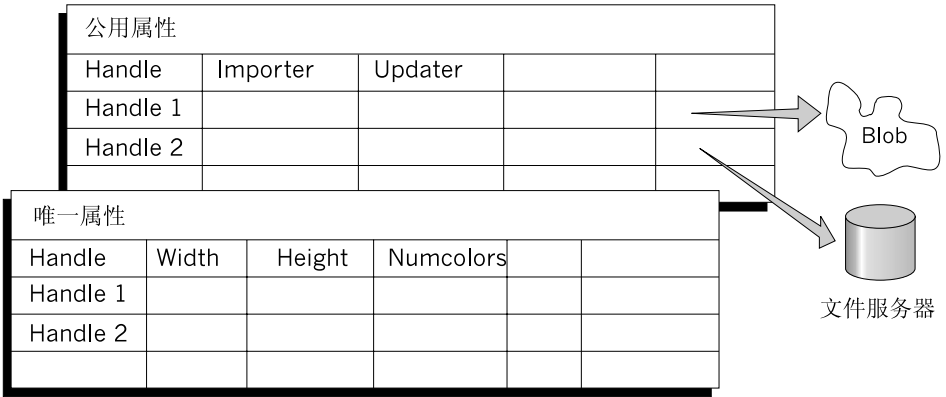 公用属性
Handle Importer Updater
Handle 1
Handle 2
Blob
唯一属性
Handle Width Height Numcolors
Handle 1
Handle 2
文件服务器